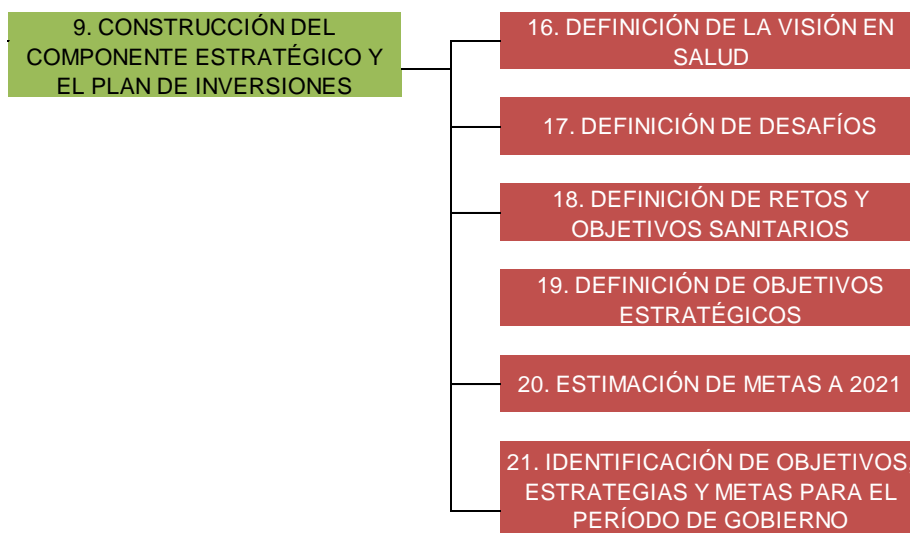 9. CONSTRUCCIÓN DEL
COMPONENTE ESTRATÉGICO Y
EL PLAN DE INVERSIONES
16. DEFINICIÓN DE LA VISIÓN EN
SALUD
17. DEFINICIÓN DE DESAFÍOS
18. DEFINICIÓN DE RETOS Y
OBJETIVOS SANITARIOS
19. DEFINICIÓN DE OBJETIVOS
ESTRATÉGICOS
20. ESTIMACIÓN DE METAS A 2021
21. IDENTIFICACIÓN DE OBJETIVOS,
ESTRATEGIAS Y METAS PARA EL
PERÍODO DE GOBIERNO